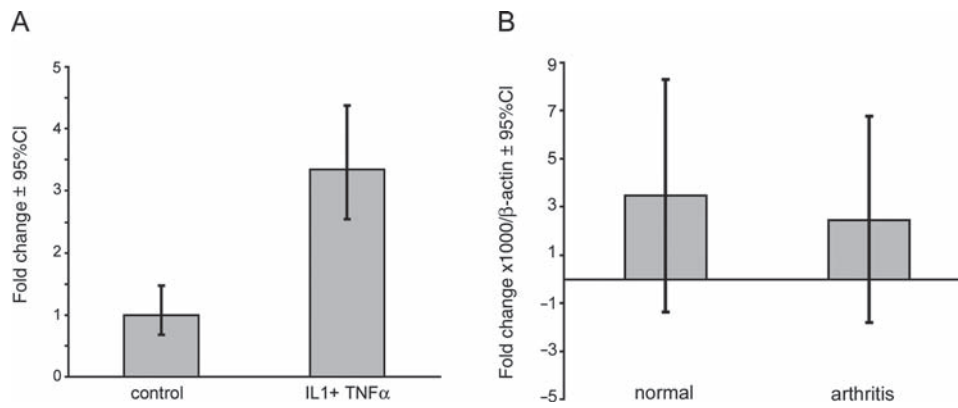 A
Fold change ± 95%CI
5
4
3
2
1
0
control
IL1+ TNFα
B
Fold change x1000/β-actin ± 95%CI
9
7
5
3
1
–1
–3
–5
normal
arthritis